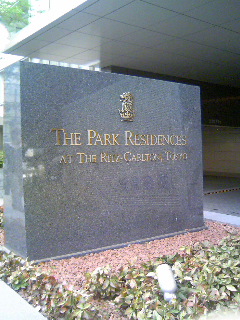 THE PARK RESIDENCES
AT THE RITZ-CARLTON, TOKYO